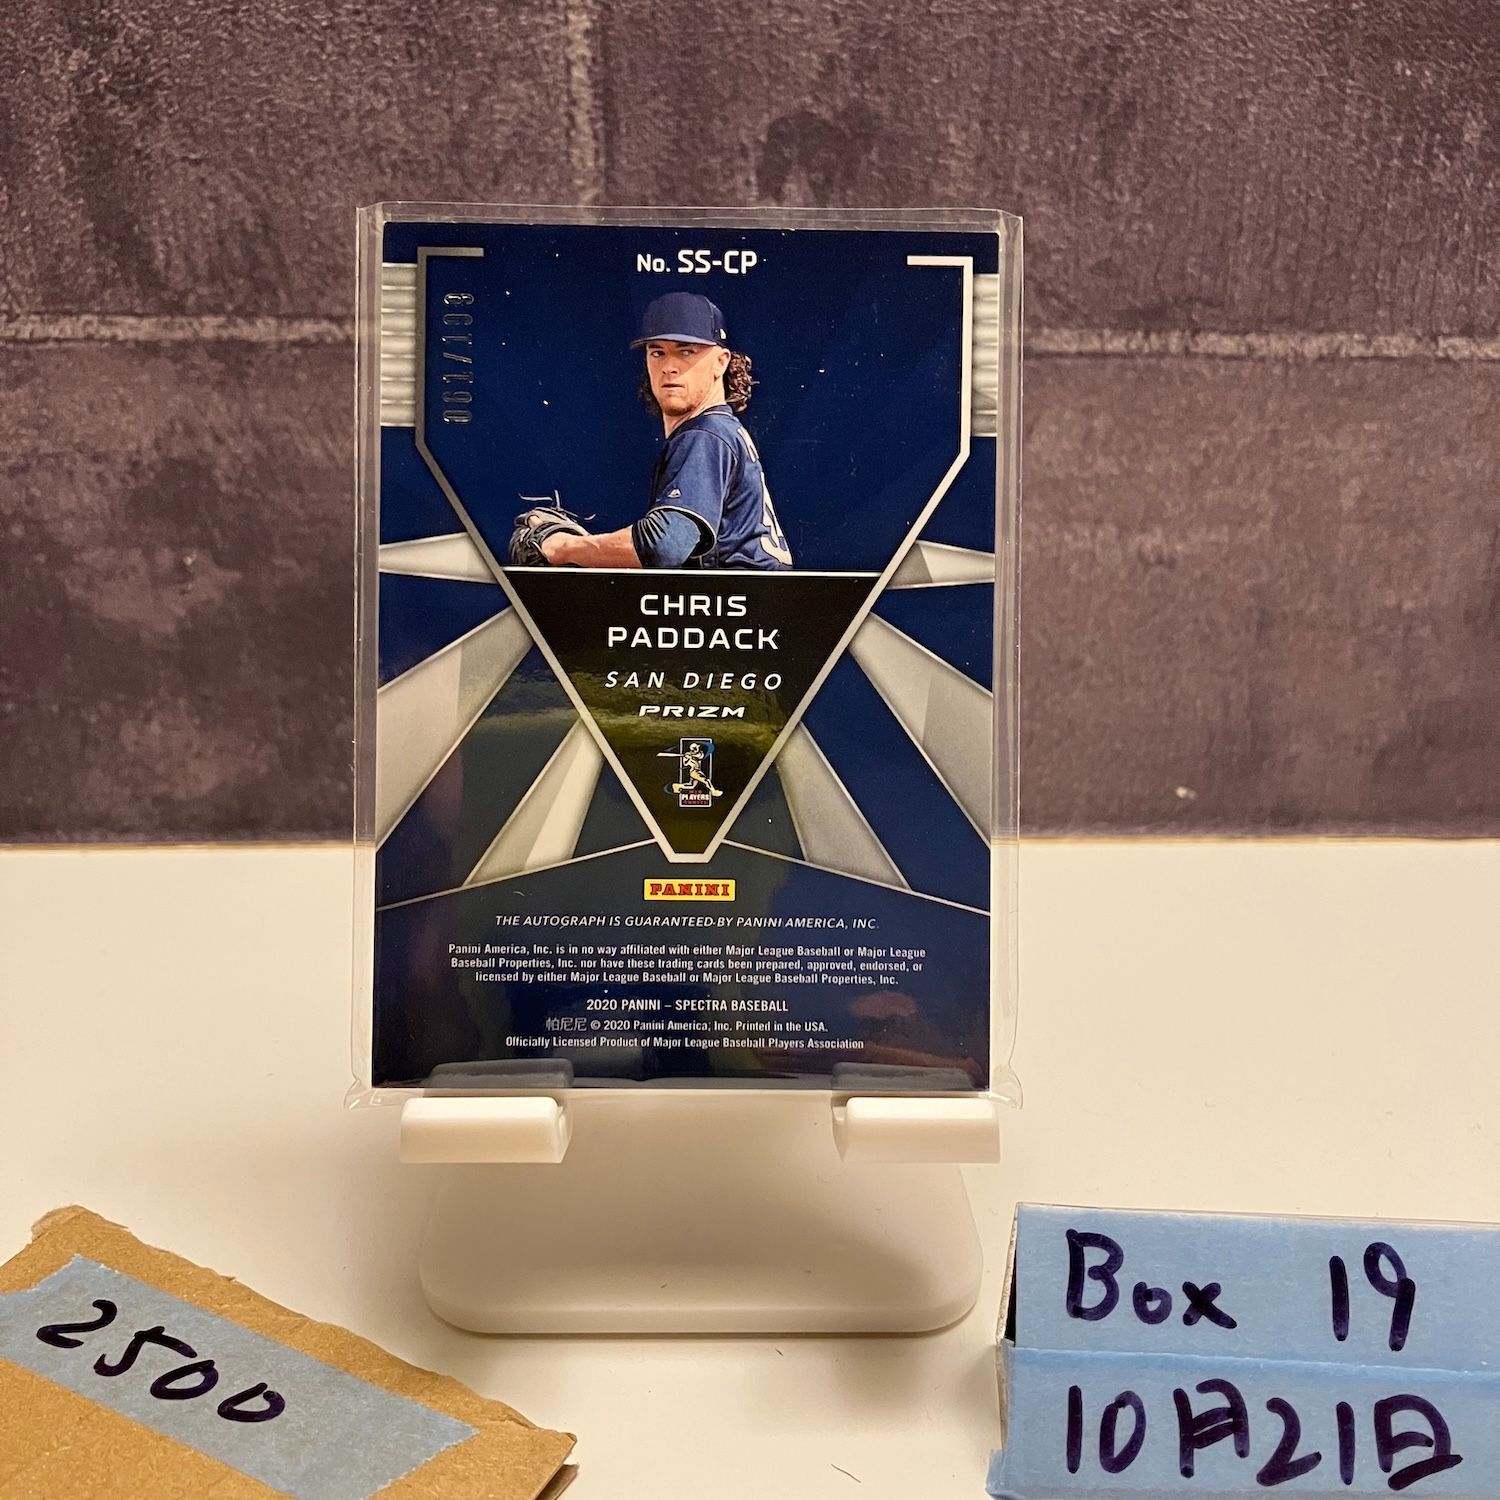 No. SS-CP
CHRIS
PADDACK
SAN DIEGO
PRIZM
PLAYERS
PANINI
THE AUTOGRAPH IS GUARANTEED BY PANINI AMERICA, INC.
Panini America, Inc. is in no way affiliated with either Major League Baseball or Major League
Baseball Properties, Inc. nor have these trading cards been prepared, approved, endorsed, or
licensed by either Major League Baseball or Major League Baseball Properties, Inc.
2020 PANINI – SPECTRA BASEBALL
帕尼尼 © 2020 Panini America, Inc. Printed in the USA.
Officially Licensed Product of Major League Baseball Players Association
2500
Box 19
10月21日